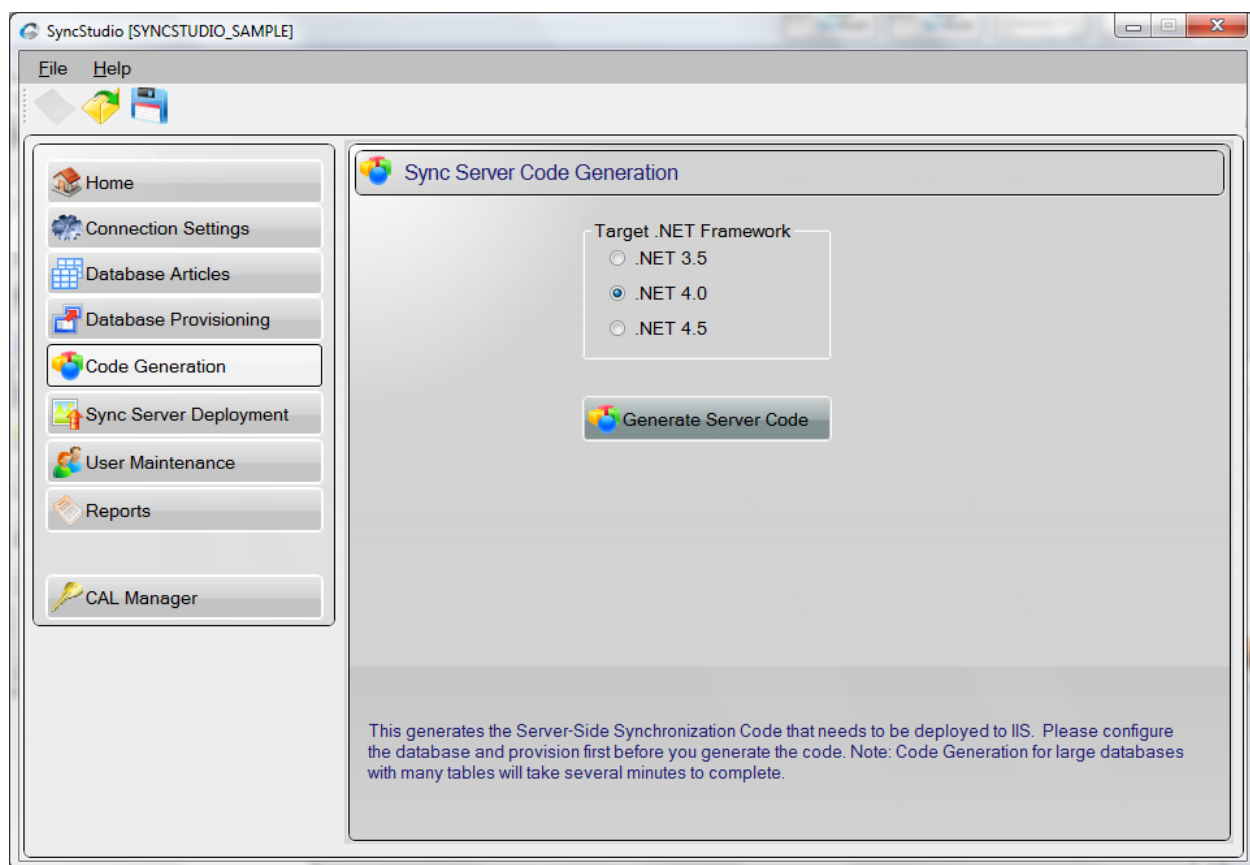 SyncStudio [SYNCSTUDIO_SAMPLE]
File Help
Home
Connection Settings
Database Articles
Database Provisioning
Code Generation
Sync Server Deployment
User Maintenance
Reports
CAL Manager
Sync Server Code Generation
Target .NET Framework
.NET 3.5
.NET 4.0
.NET 4.5
Generate Server Code
This generates the Server-Side Synchronization Code that needs to be deployed to IIS. Please configure
the database and provision first before you generate the code. Note: Code Generation for large databases
with many tables will take several minutes to complete.